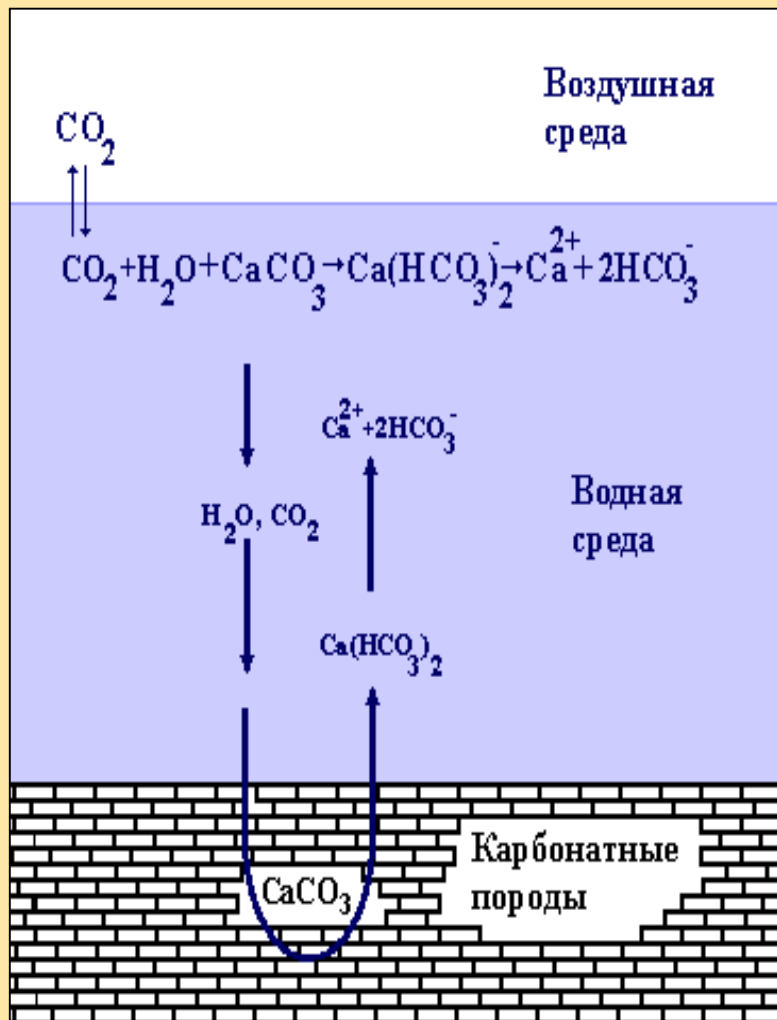 Воздушная
среда
CO₂
CO₂+H₂O+CaCO₃→Ca(HCO₃)₂⁻→Ca²⁺+2HCO₃⁻
Ca²⁺+2HCO₃⁻
H₂O, CO₂
Водная
среда
Ca(HCO₃)₂
Карбонатные
породы
CaCO₃